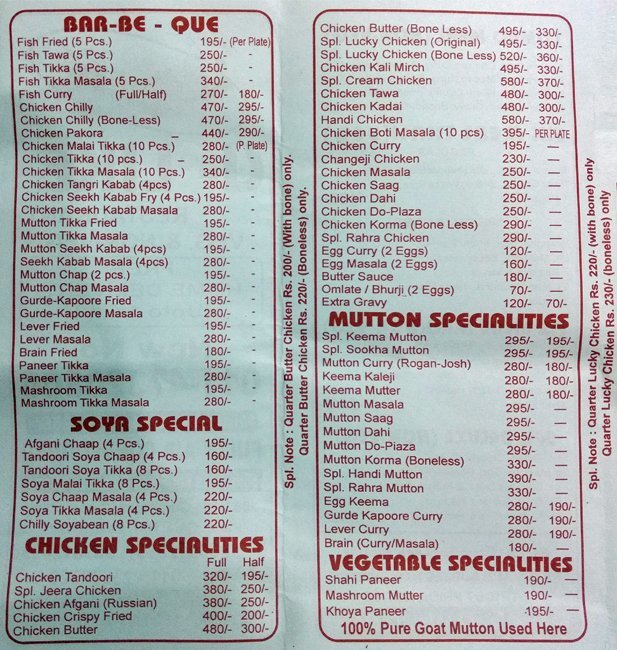 BAR-BE - QUE
Fish Fried (5 Pcs.) 195/- (Per Plate)
Fish Tawa (5 Pcs.) 250/- -
Fish Tikka (5 Pcs.) 250/- -
Fish Tikka Masala (5 Pcs.) 340/- -
Fish Curry (Full/Half) 270/- 180/-
Chicken Chilly 470/- 295/-
Chicken Chilly (Bone-Less) 470/- 295/-
Chicken Pakora – 440/- 290/-
Chicken Malai Tikka (10 Pcs.) 280/- (P. Plate)
Chicken Tikka (10 pcs.) – 250/- -
Chicken Tikka Masala (10 Pcs.) 340/- -
Chicken Tangri Kabab (4pcs) 280/- -
Chicken Seekh Kabab Fry (4 Pcs.) 195/- -
Chicken Seekh Kabab Masala 280/- -
Mutton Tikka Fried 195/- -
Mutton Tikka Masala 280/- -
Mutton Seekh Kabab (4pcs) 195/- -
Seekh Kabab Masala (4pcs) 280/- -
Mutton Chap (2 pcs.) 195/- -
Mutton Chap Masala 280/- -
Gurde-Kapoore Fried 195/- -
Gurde-Kapoore Masala 280/- -
Lever Fried 195/- -
Lever Masala 280/- -
Brain Fried 180/- -
Paneer Tikka 195/- -
Paneer Tikka Masala 280/- -
Mashroom Tikka 195/- -
Mashroom Tikka Masala 280/- -
SOYA SPECIAL
Afgani Chaap (4 Pcs.) 195/-
Tandoori Soya Chaap (4 Pcs.) 160/-
Tandoori Soya Tikka (8 Pcs.) 160/-
Soya Malai Tikka (8 Pcs.) 195/-
Soya Chaap Masala (4 Pcs.) 220/-
Soya Tikka Masala (4 Pcs.) 220/-
Chilly Soyabean (8 Pcs.) 220/-
CHICKEN SPECIALITIES
Full Half
Chicken Tandoori 320/- 195/-
Spl. Jeera Chicken 380/- 250/-
Chicken Afgani (Russian) 380/- 250/-
Chicken Crispy Fried 400/- 200/-
Chicken Butter 480/- 300/-
Spl. Note : Quarter Butter Chicken Rs. 200/- (With bone) only.
Quarter Butter Chicken Rs. 220/- (Boneless) only.
Chicken Butter (Bone Less) 495/- 330/-
Spl. Lucky Chicken (Original) 495/- 330/-
Spl. Lucky Chicken (Bone Less) 520/- 360/-
Chicken Kali Mirch 495/- 330/-
Spl. Cream Chicken 580/- 370/-
Chicken Tawa 480/- 300/-
Chicken Kadai 480/- 300/-
Handi Chicken 580/- 370/-
Chicken Boti Masala (10 pcs) 395/- PER PLATE
Chicken Curry 195/- —
Changeji Chicken 230/- —
Chicken Masala 250/- —
Chicken Saag 250/- —
Chicken Dahi 250/- —
Chicken Do-Plaza 250/- —
Chicken Korma (Bone Less) 290/- —
Spl. Rahra Chicken 290/- —
Egg Curry (2 Eggs) 120/- —
Egg Masala (2 Eggs) 160/- —
Butter Sauce 180/- —
Omlate / Bhurji (2 Eggs) 70/- —
Extra Gravy 120/- 70/-
MUTTON SPECIALITIES
Spl. Keema Mutton 295/- 195/-
Spl. Sookha Mutton 295/- 195/-
Mutton Curry (Rogan-Josh) 280/- 180/-
Keema Kaleji 280/- 180/-
Keema Mutter 280/- 180/-
Mutton Masala 295/- —
Mutton Saag 295/- —
Mutton Dahi 295/- —
Mutton Do-Piaza 295/- —
Mutton Korma (Boneless) 330/- —
Spl. Handi Mutton 390/- —
Spl. Rahra Mutton 330/- —
Egg Keema 280/- 190/-
Gurde Kapoore Curry 280/- 190/-
Lever Curry 280/- 190/-
Brain (Curry/Masala) 180/- —
VEGETABLE SPECIALITIES
Shahi Paneer 190/- —
Mashroom Mutter 190/- —
Khoya Paneer 195/- —
100% Pure Goat Mutton Used Here
Spl. Note : Quarter Lucky Chicken Rs. 220/- (with bone) only
Quarter Lucky Chicken Rs. 230/- (boneless) only.